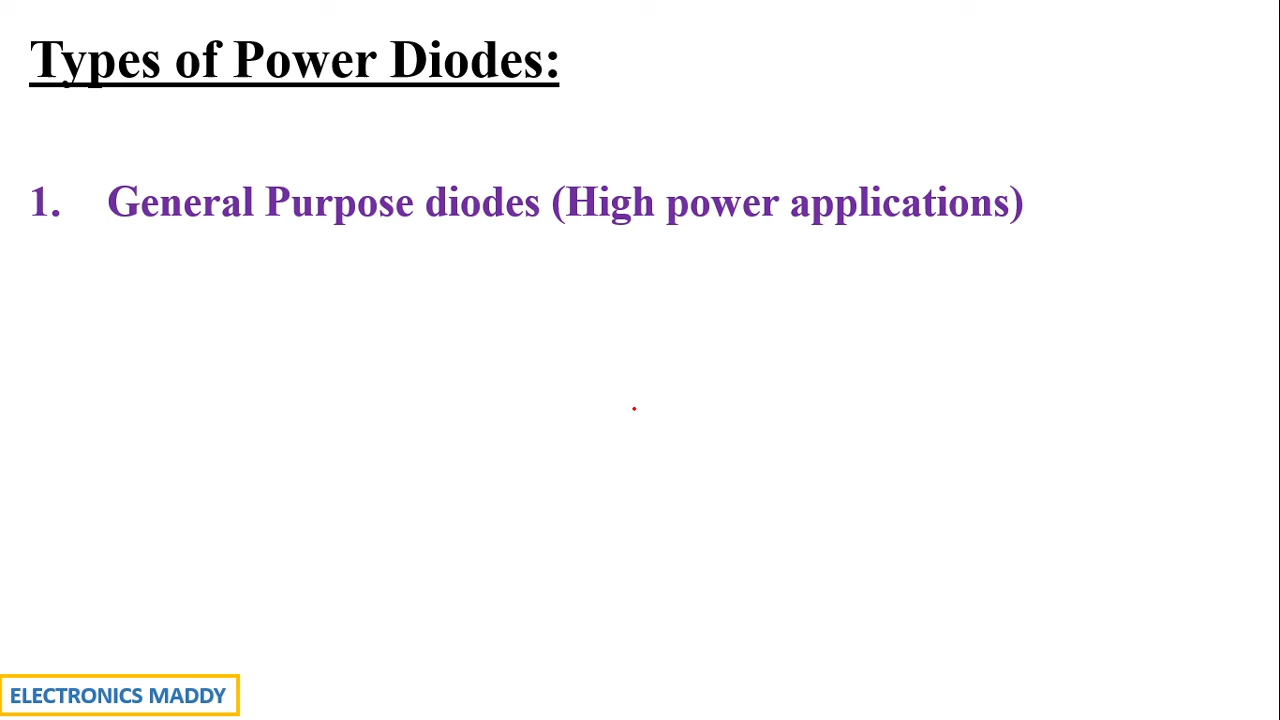 Types of Power Diodes:
1. General Purpose diodes (High power applications)
ELECTRONICS MADDY